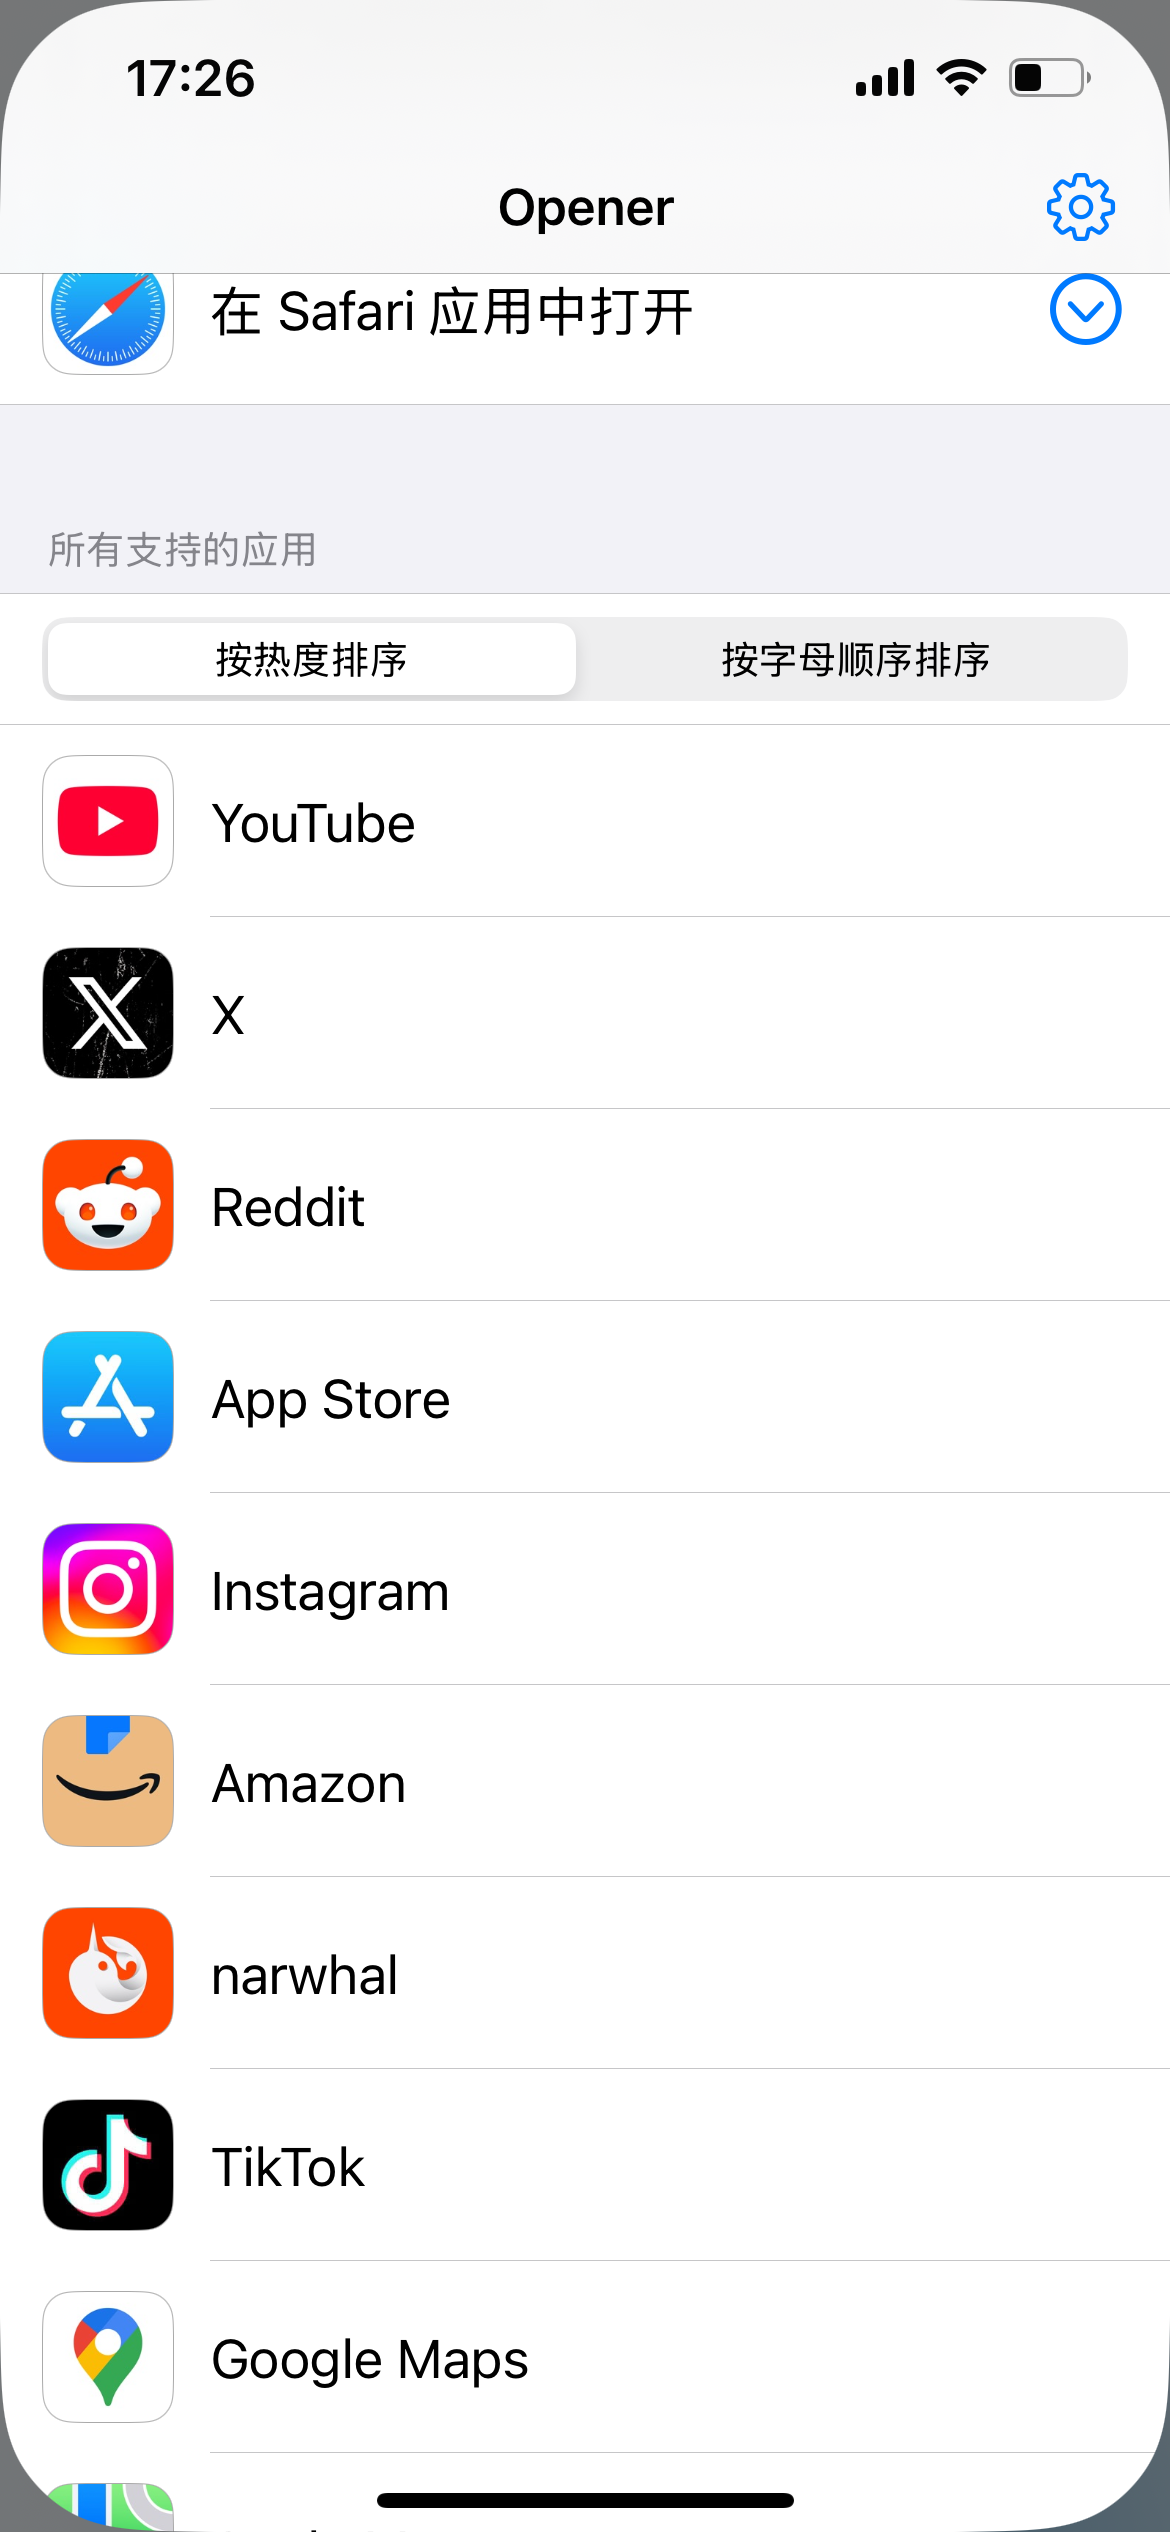 17:26
Opener
在 Safari 应用中打开
所有支持的应用
按热度排序
按字母顺序排序
YouTube
X
Reddit
App Store
Instagram
Amazon
narwhal
TikTok
Google Maps